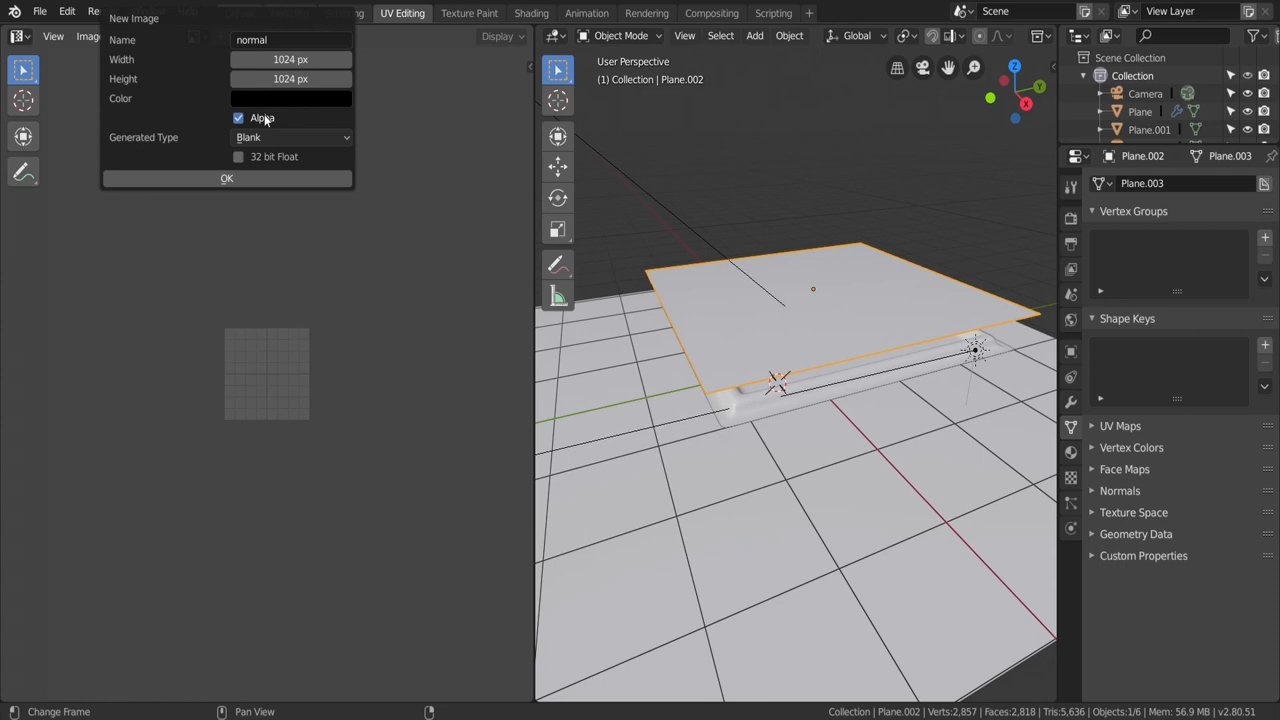 File Edit Re
UV Editing Texture Paint Shading Animation Rendering Compositing Scripting +
Scene
View Layer
View Imag
Display
Object Mode View Select Add Object Global
New Image
Name normal
Width 1024 px
Height 1024 px
Color
Alpha
Generated Type Blank
32 bit Float
OK
User Perspective
(1) Collection | Plane.002
Z
Y
X
Scene Collection
Collection
Camera
Plane
Plane.001
Plane.002 Plane.003
Plane.003
Vertex Groups
Shape Keys
UV Maps
Vertex Colors
Face Maps
Normals
Texture Space
Geometry Data
Custom Properties
Change Frame
Pan View
Collection | Plane.002 | Verts:2,857 | Faces:2,818 | Tris:5,636 | Objects:1/6 | Mem: 56.9 MB | v2.80.51